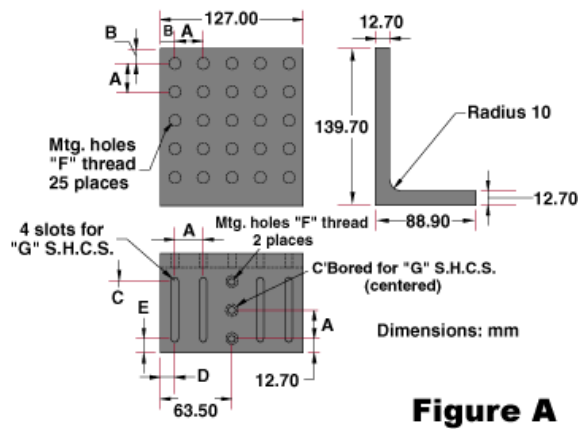 127.00
B
B
A
A
Mtg. holes
"F" thread
25 places
12.70
139.70
Radius 10
12.70
88.90
4 slots for
"G" S.H.C.S.
A
Mtg. holes "F" thread
2 places
C'Bored for "G" S.H.C.S.
(centered)
C
E
A
D
12.70
63.50
Dimensions: mm
Figure A